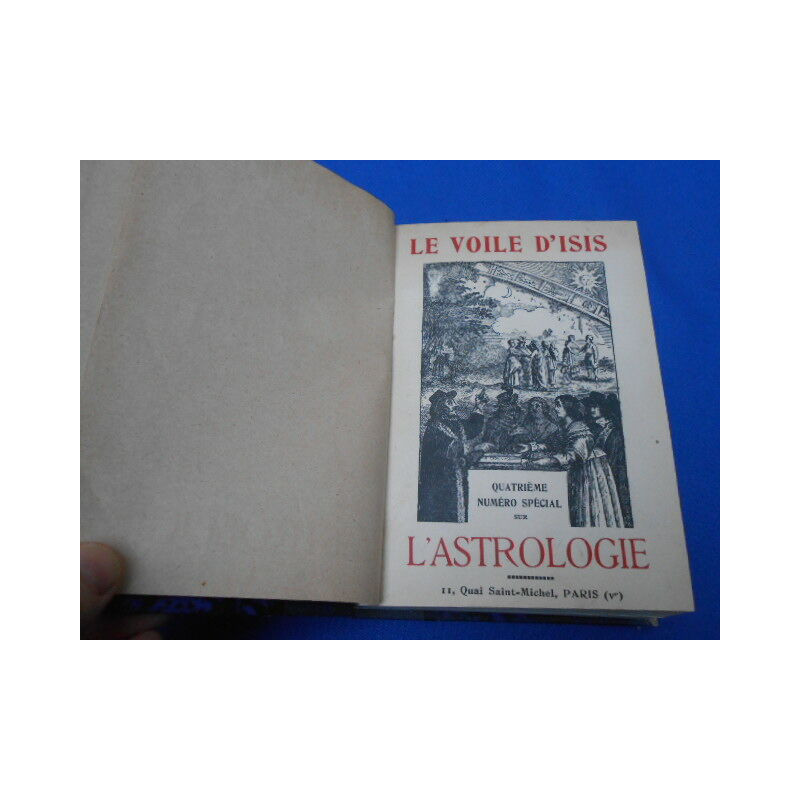 LE VOILE D'ISIS
QUATRIÈME
NUMÉRO SPÉCIAL
SUR
L'ASTROLOGIE
11, Quai Saint-Michel, PARIS (Vᵉ)